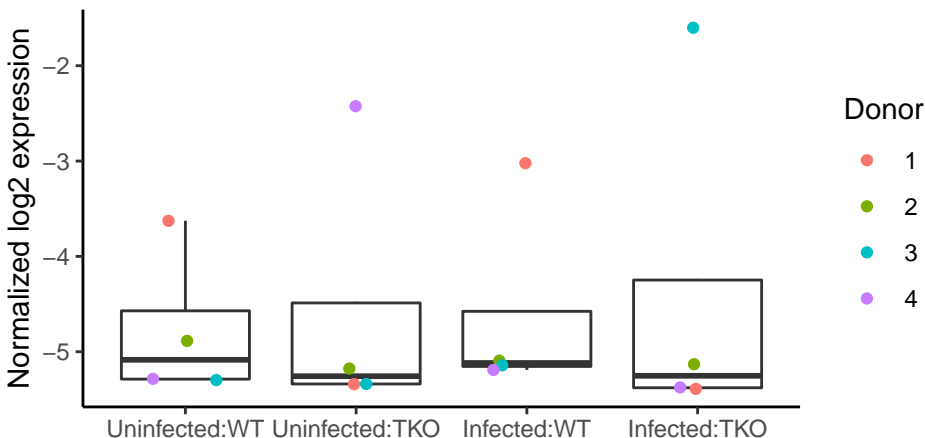 Normalized log2 expression
−2
−3
−4
−5
Uninfected:WT Uninfected:TKO Infected:WT Infected:TKO
Donor
1
2
3
4